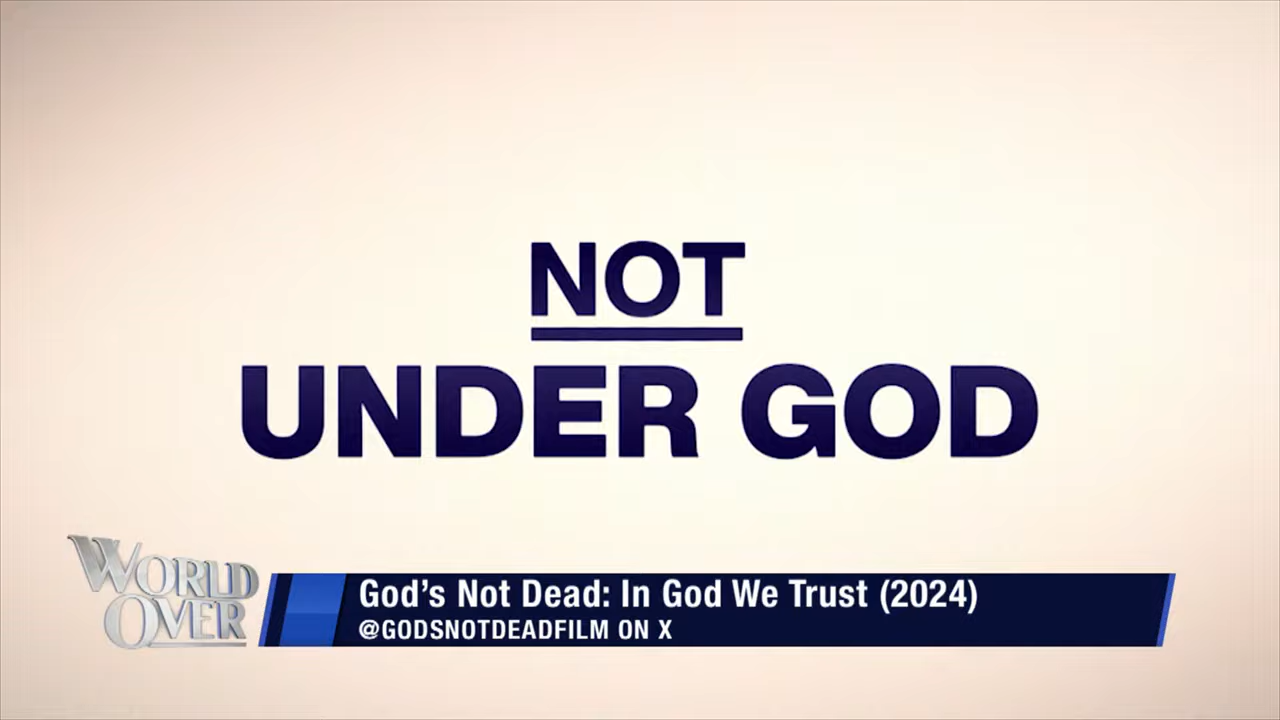 NOT
UNDER GOD
WORLD
OVER
God's Not Dead: In God We Trust (2024)
@GODSNOTDEADFILM ON X